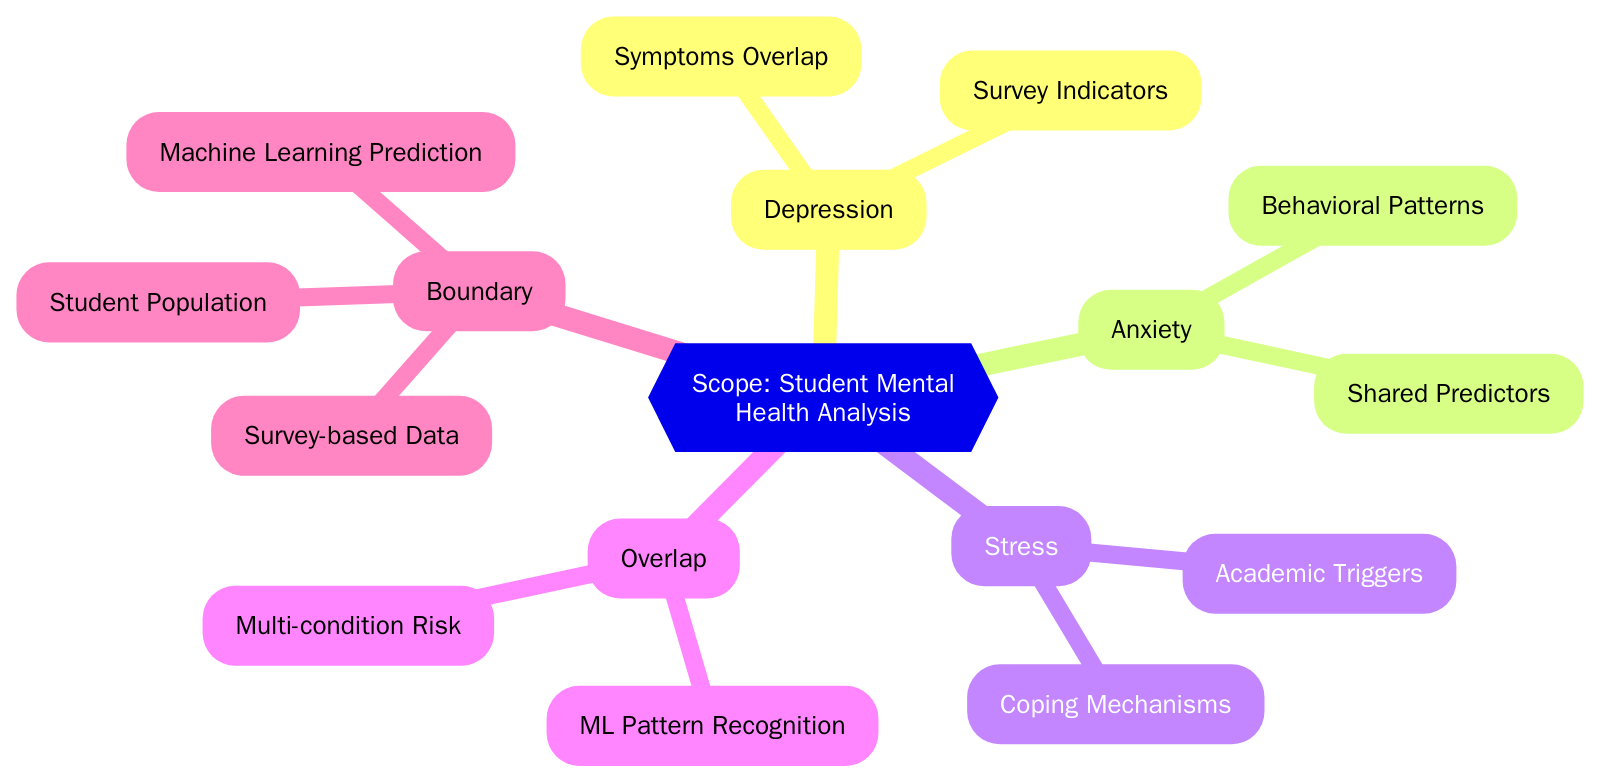 Symptoms Overlap
Survey Indicators
Machine Learning Prediction
Behavioral Patterns
Depression
Boundary
Student Population
Anxiety
Scope: Student Mental
Health Analysis
Shared Predictors
Survey-based Data
Stress
Overlap
Academic Triggers
Multi-condition Risk
Coping Mechanisms
ML Pattern Recognition